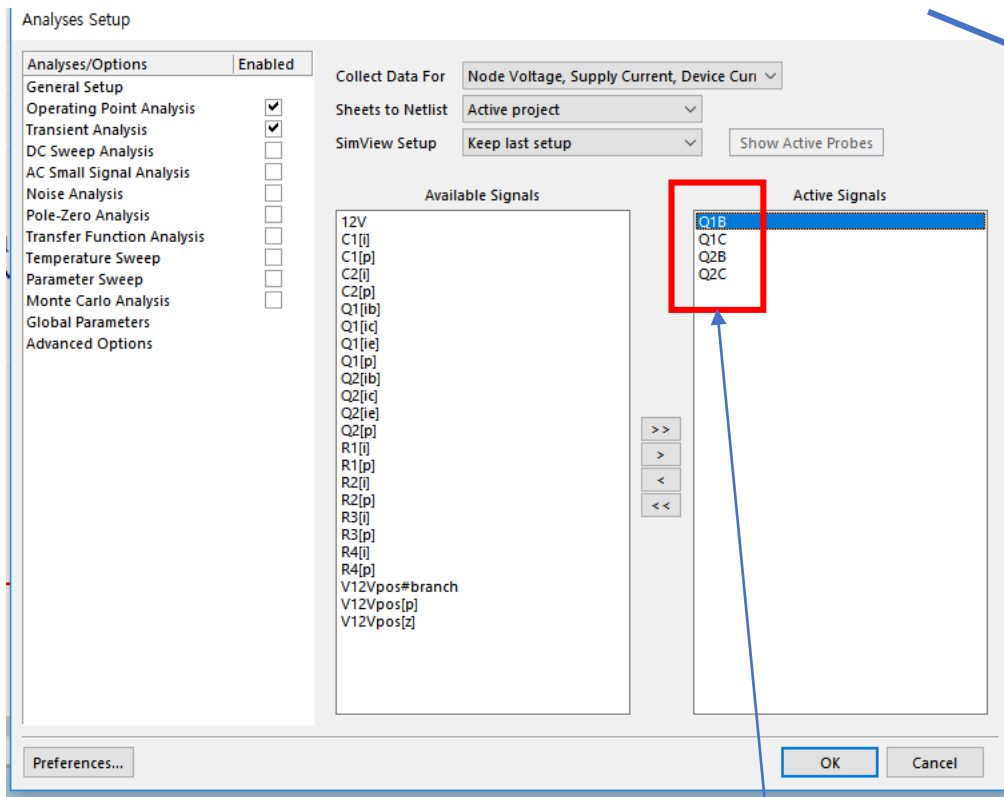 Analyses Setup
Analyses/Options Enabled
General Setup
Operating Point Analysis
Transient Analysis
DC Sweep Analysis
AC Small Signal Analysis
Noise Analysis
Pole-Zero Analysis
Transfer Function Analysis
Temperature Sweep
Parameter Sweep
Monte Carlo Analysis
Global Parameters
Advanced Options
Collect Data For Node Voltage, Supply Current, Device Curr
Sheets to Netlist Active project
SimView Setup Keep last setup Show Active Probes
Available Signals
12V
C1[i]
C1[p]
C2[i]
C2[p]
Q1[ib]
Q1[ic]
Q1[ie]
Q1[p]
Q2[ib]
Q2[ic]
Q2[ie]
Q2[p]
R1[i]
R1[p]
R2[i]
R2[p]
R3[i]
R3[p]
R4[i]
R4[p]
V12Vpos#branch
V12Vpos[p]
V12Vpos[z]
>>
>
<
<<
Active Signals
Q1B
Q1C
Q2B
Q2C
Preferences... OK Cancel